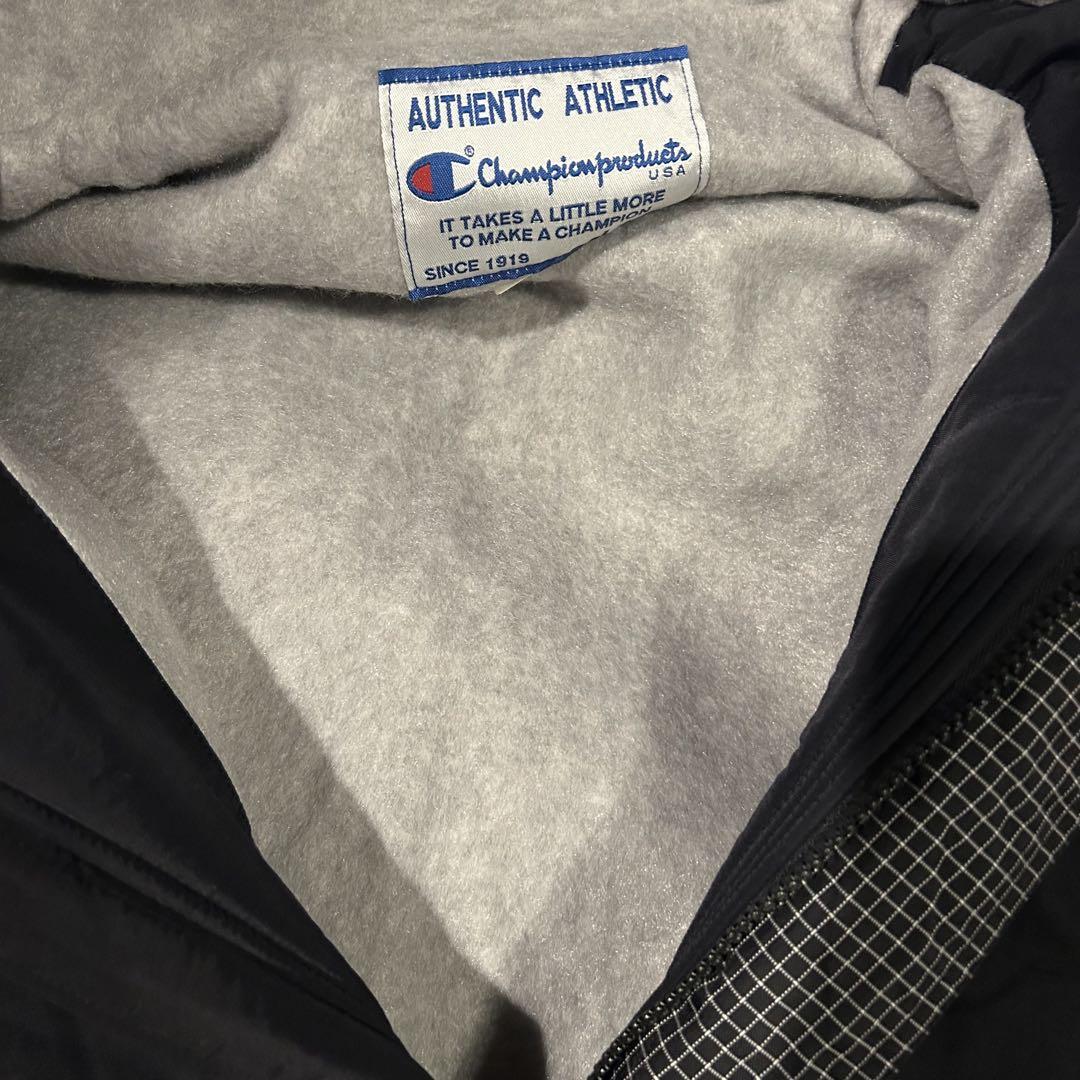 AUTHENTIC ATHLETIC
® Championproducts
USA
IT TAKES A LITTLE MORE
TO MAKE A CHAMPION
SINCE 1919